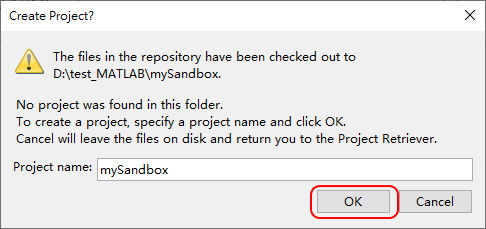 Create Project?
The files in the repository have been checked out to
D:\test_MATLAB\mySandbox.
No project was found in this folder.
To create a project, specify a project name and click OK.
Cancel will leave the files on disk and return you to the Project Retriever.
Project name: mySandbox
OK Cancel